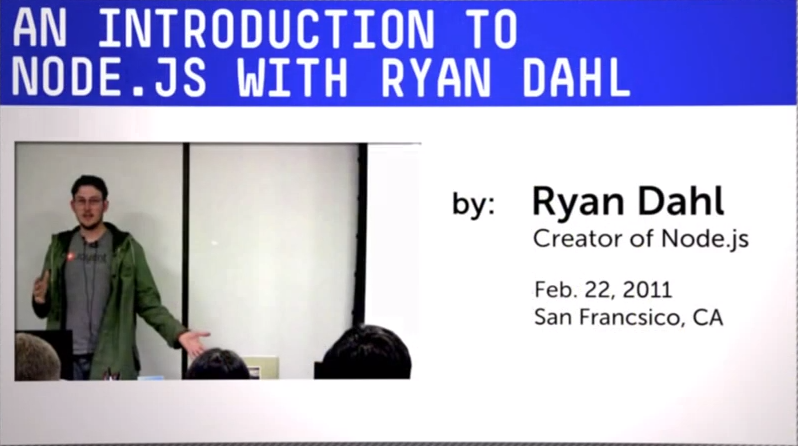 AN INTRODUCTION TO
NODE.JS WITH RYAN DAHL
by: Ryan Dahl
Creator of Node.js
Feb. 22, 2011
San Francsico, CA